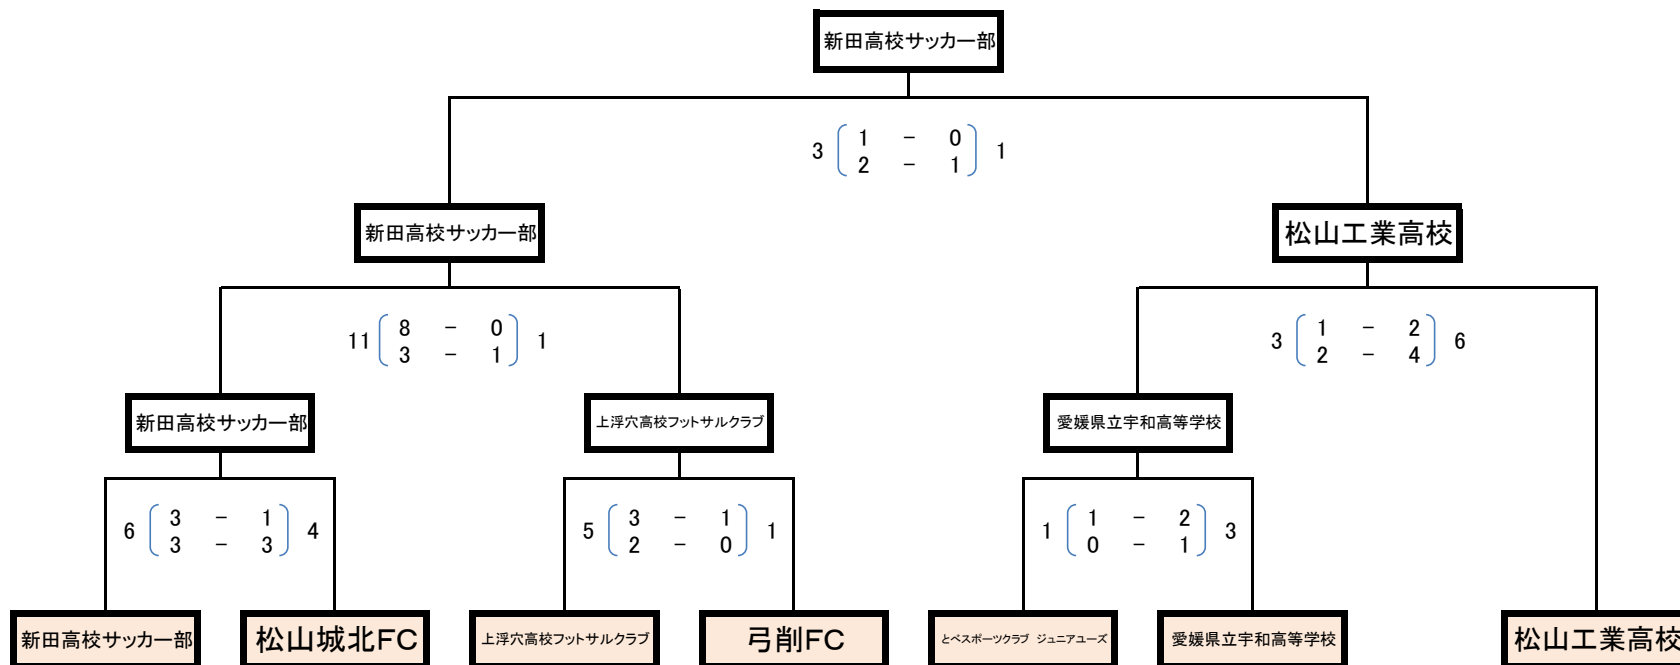 新田高校サッカー部
3 1 - 0 1
2 - 1
新田高校サッカー部 松山工業高校
11 8 - 0 1
3 - 1
3 1 - 2 6
2 - 4
新田高校サッカー部 上浮穴高校フットサルクラブ 愛媛県立宇和高等学校
6 3 - 1 4
3 - 3
5 3 - 1 1
2 - 0
1 1 - 2 3
0 - 1
新田高校サッカー部 松山城北FC 上浮穴高校フットサルクラブ 弓削FC とべスポーツクラブ ジュニアユーズ 愛媛県立宇和高等学校 松山工業高校